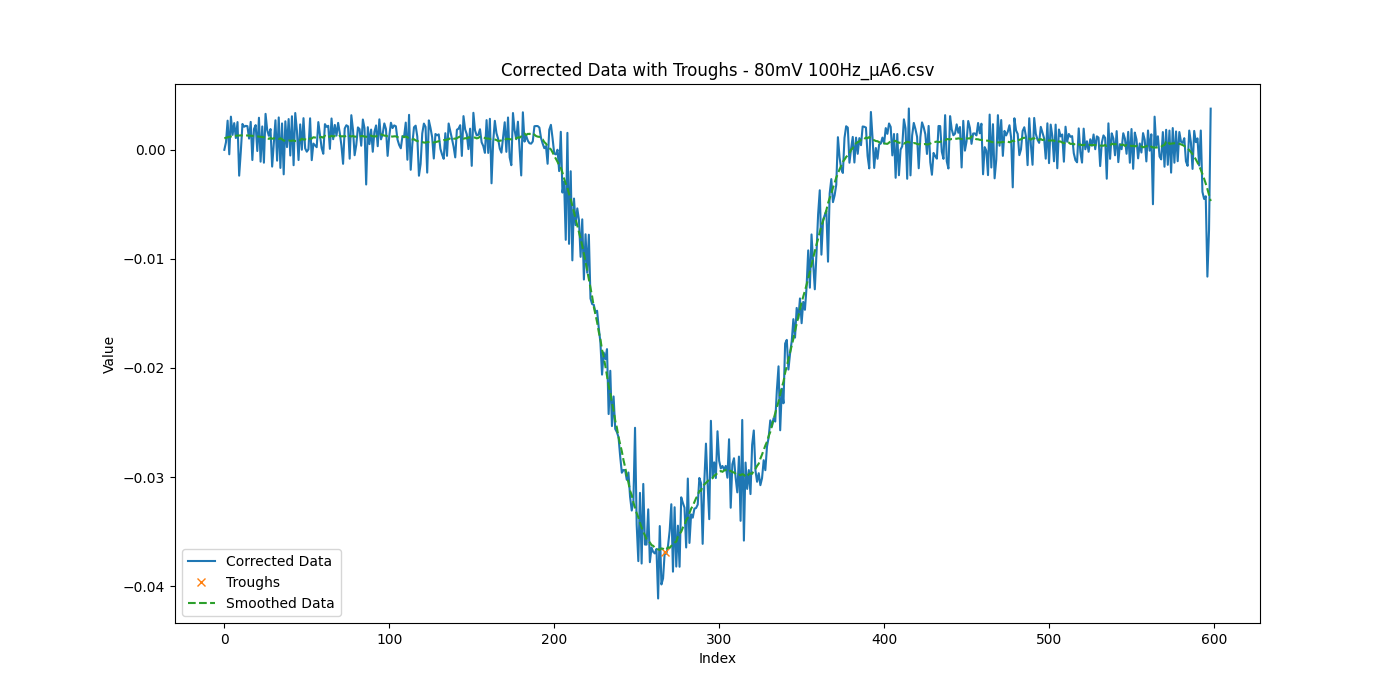 Corrected Data with Troughs - 80mV 100Hz_μA6.csv
Value
0.00
−0.01
−0.02
−0.03
−0.04
Corrected Data
Troughs
Smoothed Data
0 100 200 300 400 500 600
Index